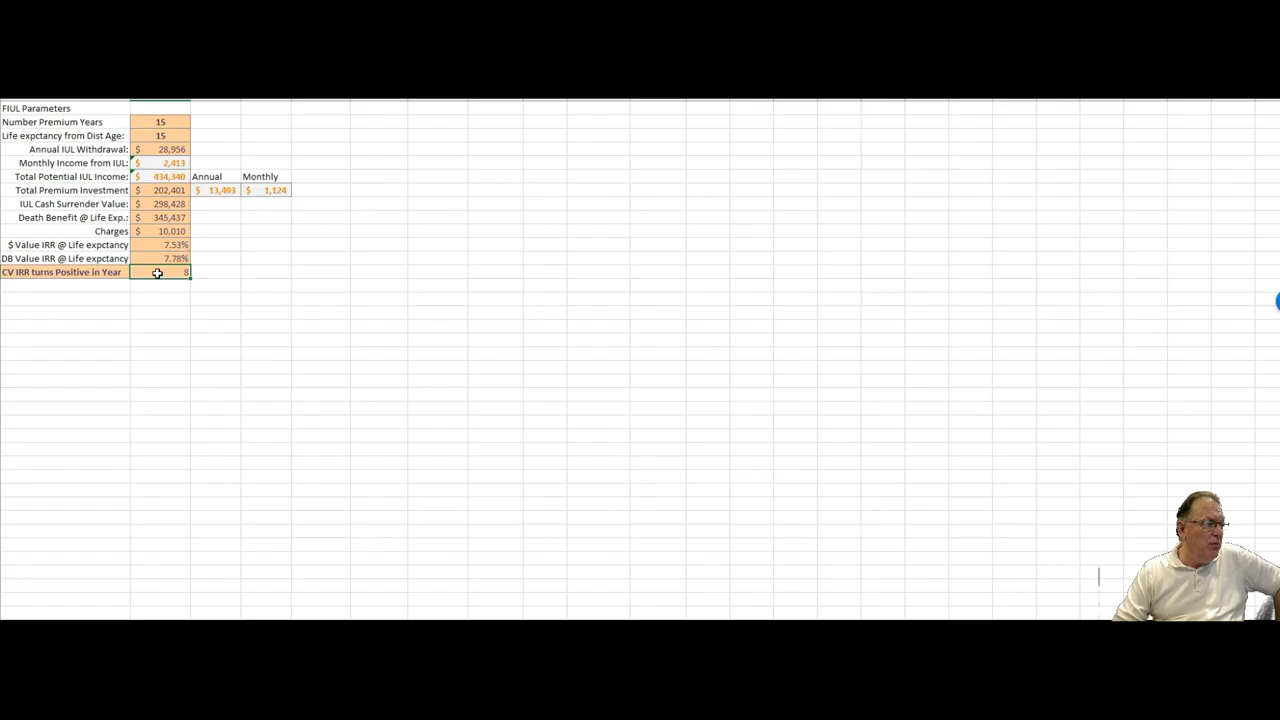 FIUL Parameters
Number Premium Years 15
Life expctancy from Dist Age: 15
Annual IUL Withdrawal: $ 28,956
Monthly Income from IUL: $ 2,413
Total Potential IUL Income: $ 434,340 Annual Monthly
Total Premium Investment $ 202,401 $ 13,493 $ 1,124
IUL Cash Surrender Value: $ 298,428
Death Benefit @ Life Exp.: $ 345,437
Charges $ 10,010
$ Value IRR @ Life expctancy 7.53%
DB Value IRR @ Life expctancy 7.78%
CV IRR turns Positive in Year 8